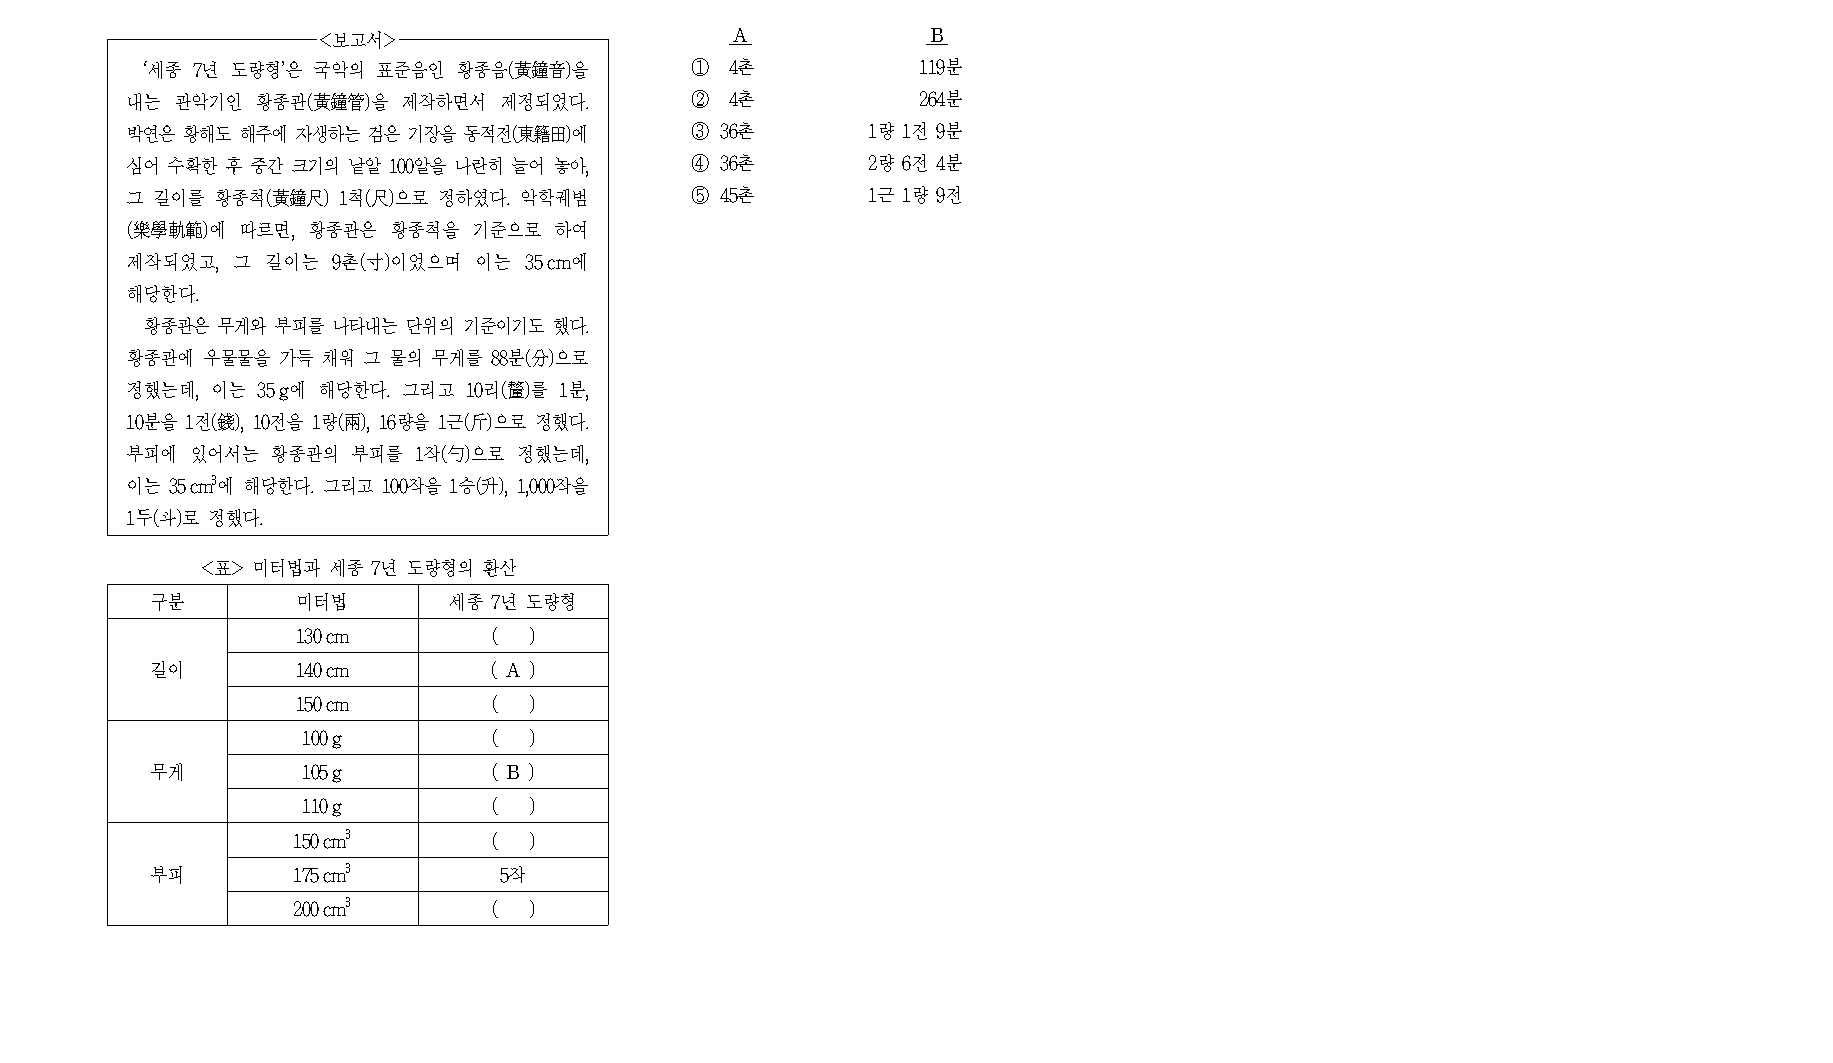 <보고서>
‘세종 7년 도량형’은 국악의 표준음인 황종음(黃鐘音)을
내는 관악기인 황종관(黃鐘管)을 제작하면서 제정되었다.
박연은 황해도 해주에 자생하는 검은 기장을 동적전(東籍田)에
심어 수확한 후 중간 크기의 낱알 100알을 나란히 늘어 놓아,
그 길이를 황종척(黃鐘尺) 1척(尺)으로 정하였다. 악학궤범
(樂學軌範)에 따르면, 황종관은 황종척을 기준으로 하여
제작되었고, 그 길이는 9촌(寸)이었으며 이는 35 cm에
해당한다.
황종관은 무게와 부피를 나타내는 단위의 기준이기도 했다.
황종관에 우물물을 가득 채워 그 물의 무게를 88분(分)으로
정했는데, 이는 35 g에 해당한다. 그리고 10리(釐)를 1분,
10분을 1전(錢), 10전을 1량(兩), 16량을 1근(斤)으로 정했다.
부피에 있어서는 황종관의 부피를 1작(勺)으로 정했는데,
이는 35 cm³에 해당한다. 그리고 100작을 1승(升), 1,000작을
1두(斗)로 정했다.
<표> 미터법과 세종 7년 도량형의 환산
구분 미터법 세종 7년 도량형
길이
130 cm ( )
140 cm ( A )
150 cm ( )
무게
100 g ( )
105 g ( B )
110 g ( )
부피
150 cm³ ( )
175 cm³ 5작
200 cm³ ( )
A B
① 4촌 119분
② 4촌 264분
③ 36촌 1량 1전 9분
④ 36촌 2량 6전 4분
⑤ 45촌 1근 1량 9전